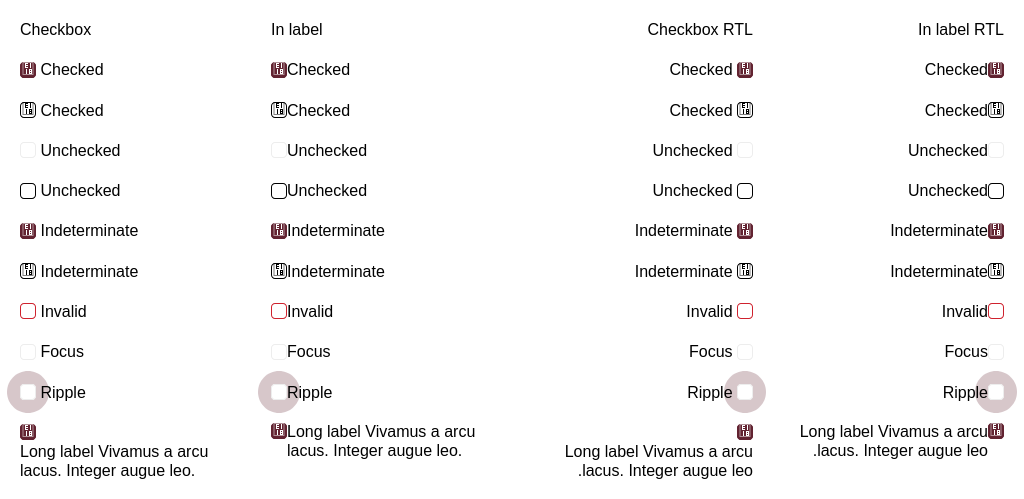 Checkbox In label Checkbox RTL In label RTL
Checked Checked Checked Checked
Checked Checked Checked Checked
Unchecked Unchecked Unchecked Unchecked
Unchecked Unchecked Unchecked Unchecked
Indeterminate Indeterminate Indeterminate Indeterminate
Indeterminate Indeterminate Indeterminate Indeterminate
Invalid Invalid Invalid Invalid
Focus Focus Focus Focus
Ripple Ripple Ripple Ripple
Long label Vivamus a arcu
lacus. Integer augue leo.
Long label Vivamus a arcu
lacus. Integer augue leo.
Long label Vivamus a arcu
.lacus. Integer augue leo
Long label Vivamus a arcu
.lacus. Integer augue leo